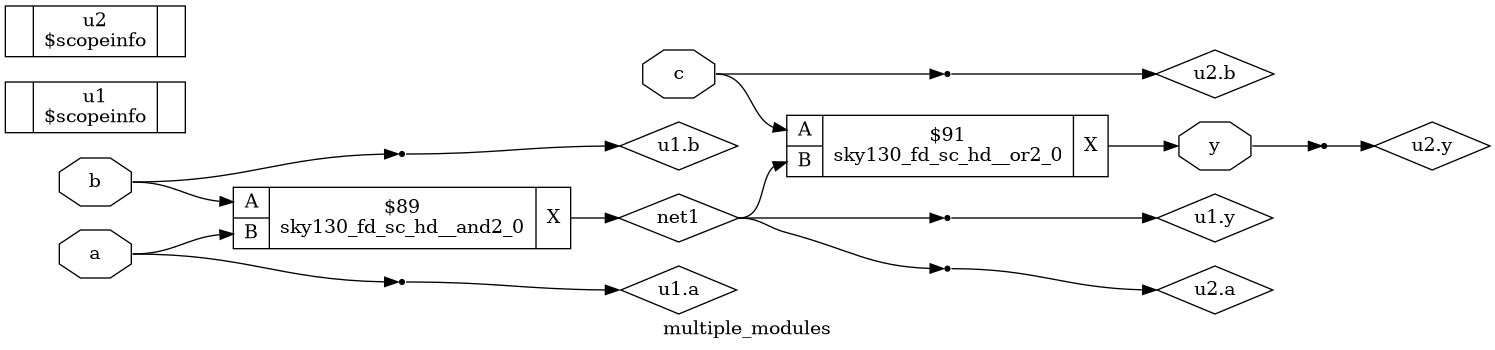 u2
$scopeinfo
u1
$scopeinfo
c
u2.b
u1.b
A
B
$91
sky130_fd_sc_hd__or2_0
X
y
u2.y
b
a
A
B
$89
sky130_fd_sc_hd__and2_0
X
net1
u1.y
u1.a
u2.a
multiple_modules